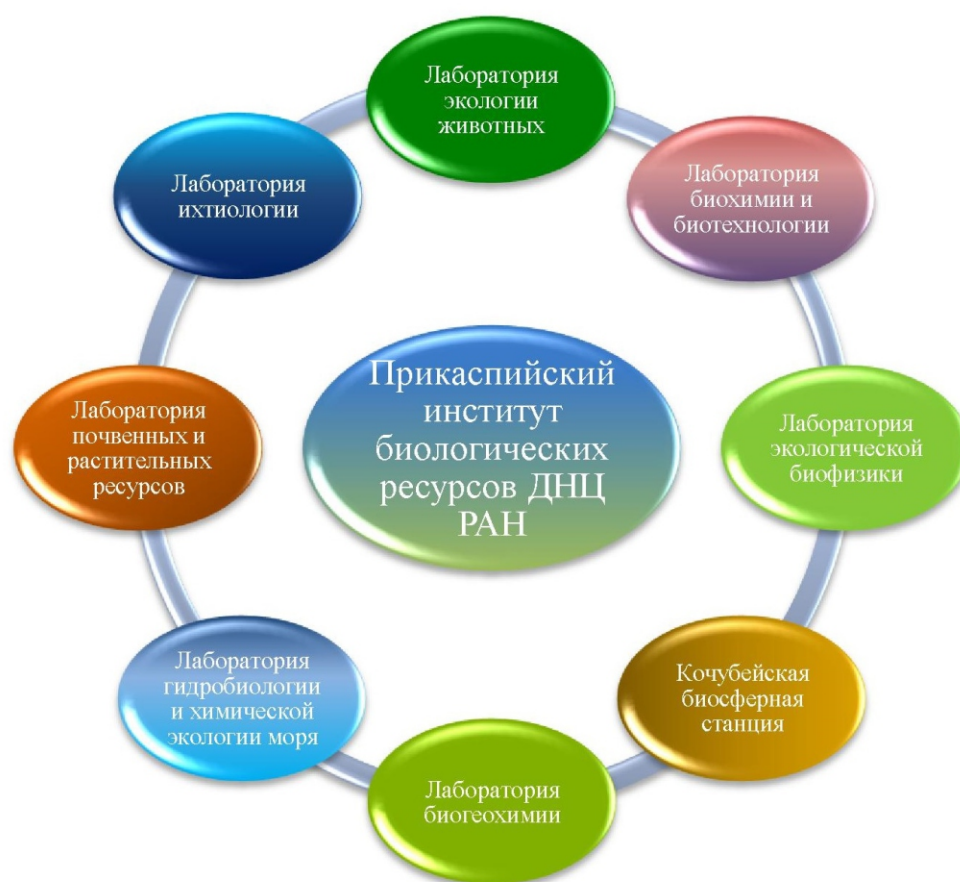 Лаборатория
экологии
животных
Лаборатория
биохимии и
биотехнологии
Лаборатория
экологической
биофизики
Кочубейская
биосферная
станция
Лаборатория
биогеохимии
Лаборатория
гидробиологии
и химической
экологии моря
Лаборатория
почвенных и
растительных
ресурсов
Лаборатория
ихтиологии
Прикаспийский
институт
биологических
ресурсов ДНЦ
РАН